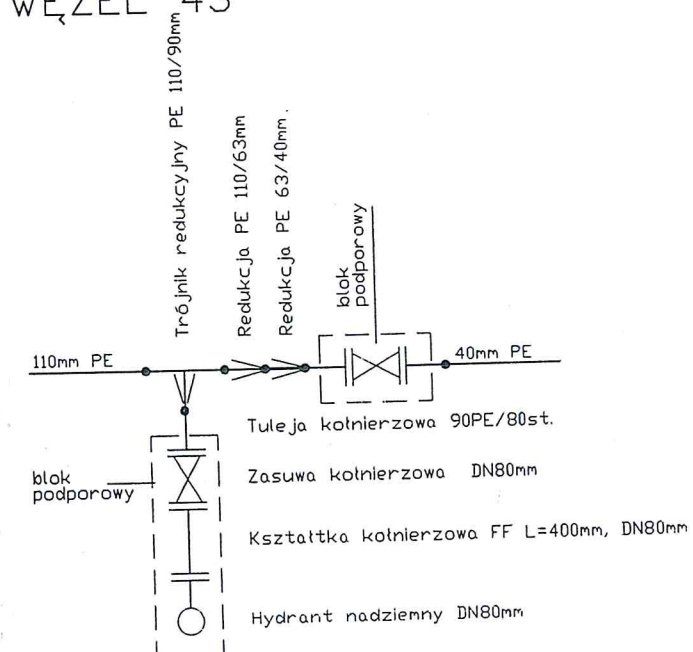 WĘZEŁ 43
Trójnik redukcyjny PE 110/90mm
Redukcja PE 110/63mm
Redukcja PE 63/40mm.
blok
podporowy
110mm PE
40mm PE
Tuleja kołnierzowa 90PE/80st.
blok
podporowy
Zasuwa kołnierzowa DN80mm
Kształtka kołnierzowa FF L=400mm, DN80mm
Hydrant nadziemny DN80mm